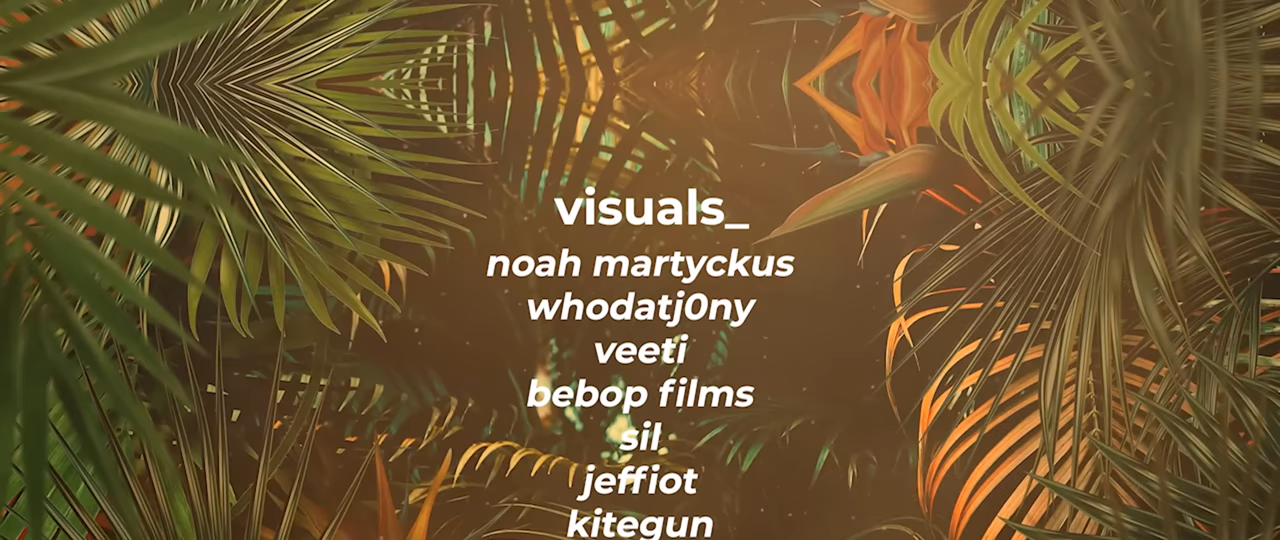 visuals_
noah martyckus
whodatj0ny
veeti
bebop films
sil
jeffiot
kitegun